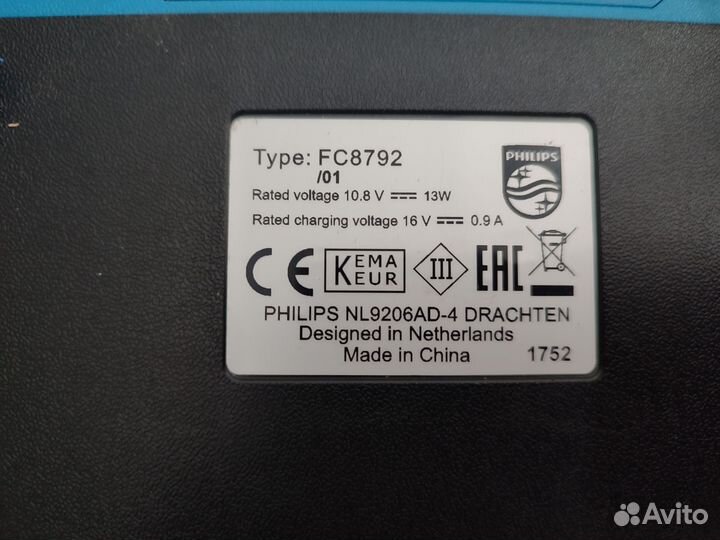 Type: FC8792
/01
PHILIPS
Rated voltage 10.8 V ⎓ 13W
Rated charging voltage 16 V ⎓ 0.9 A
CE KEMA KEUR III EAC
PHILIPS NL9206AD-4 DRACHTEN
Designed in Netherlands
Made in China 1752
Avito